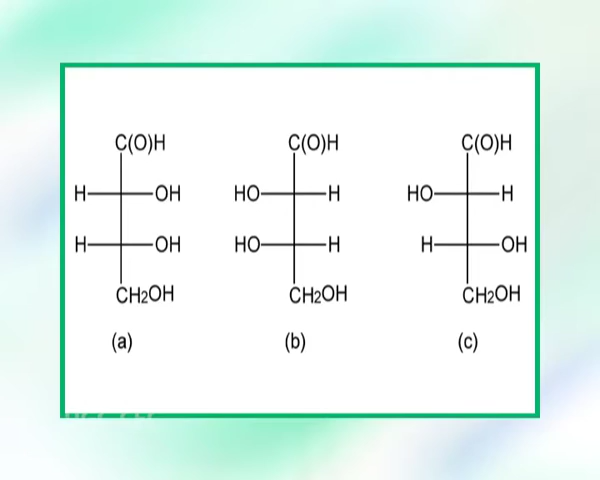 C(O)H C(O)H C(O)H
H OH HO H HO H
H OH HO H H OH
CH2OH CH2OH CH2OH
(a) (b) (c)